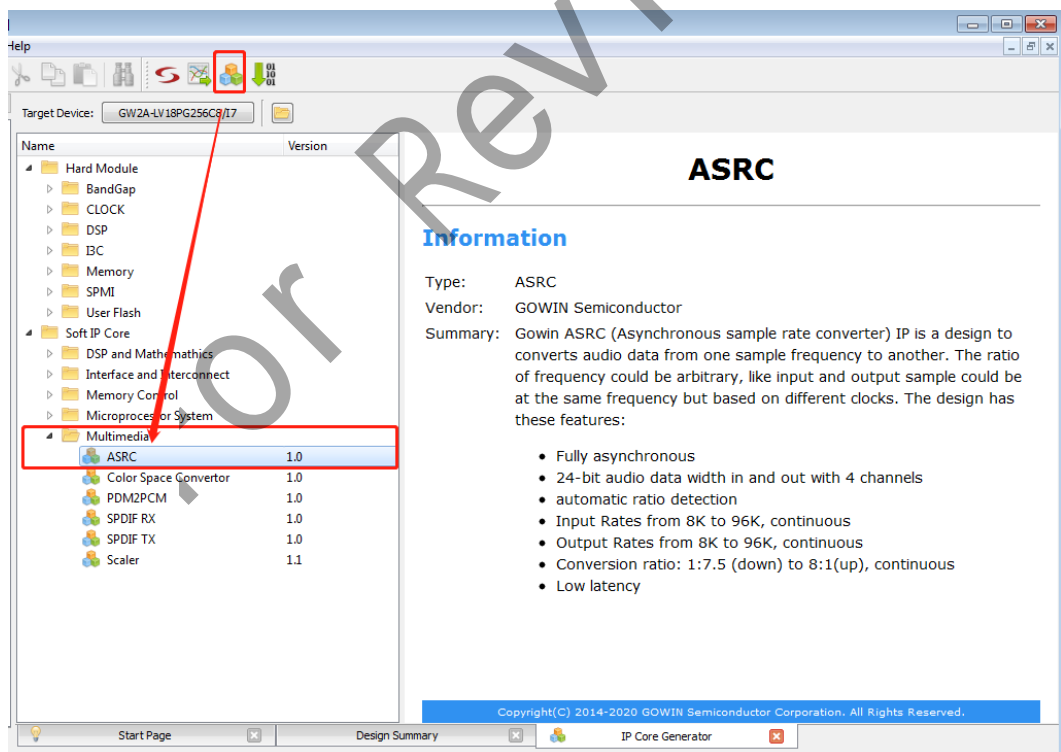 Help
01
10
01
Target Device: GW2A-LV18PG256C8/I7
Name Version
Hard Module
BandGap
CLOCK
DSP
I3C
Memory
SPMI
User Flash
Soft IP Core
DSP and Mathemathics
Interface and Interconnect
Memory Control
Microprocessor System
Multimedia
ASRC 1.0
Color Space Convertor 1.0
PDM2PCM 1.0
SPDIF RX 1.0
SPDIF TX 1.0
Scaler 1.1
ASRC
Information
Type: ASRC
Vendor: GOWIN Semiconductor
Summary: Gowin ASRC (Asynchronous sample rate converter) IP is a design to
converts audio data from one sample frequency to another. The ratio
of frequency could be arbitrary, like input and output sample could be
at the same frequency but based on different clocks. The design has
these features:
• Fully asynchronous
• 24-bit audio data width in and out with 4 channels
• automatic ratio detection
• Input Rates from 8K to 96K, continuous
• Output Rates from 8K to 96K, continuous
• Conversion ratio: 1:7.5 (down) to 8:1(up), continuous
• Low latency
Copyright(C) 2014-2020 GOWIN Semiconductor Corporation. All Rights Reserved.
Start Page Design Summary IP Core Generator